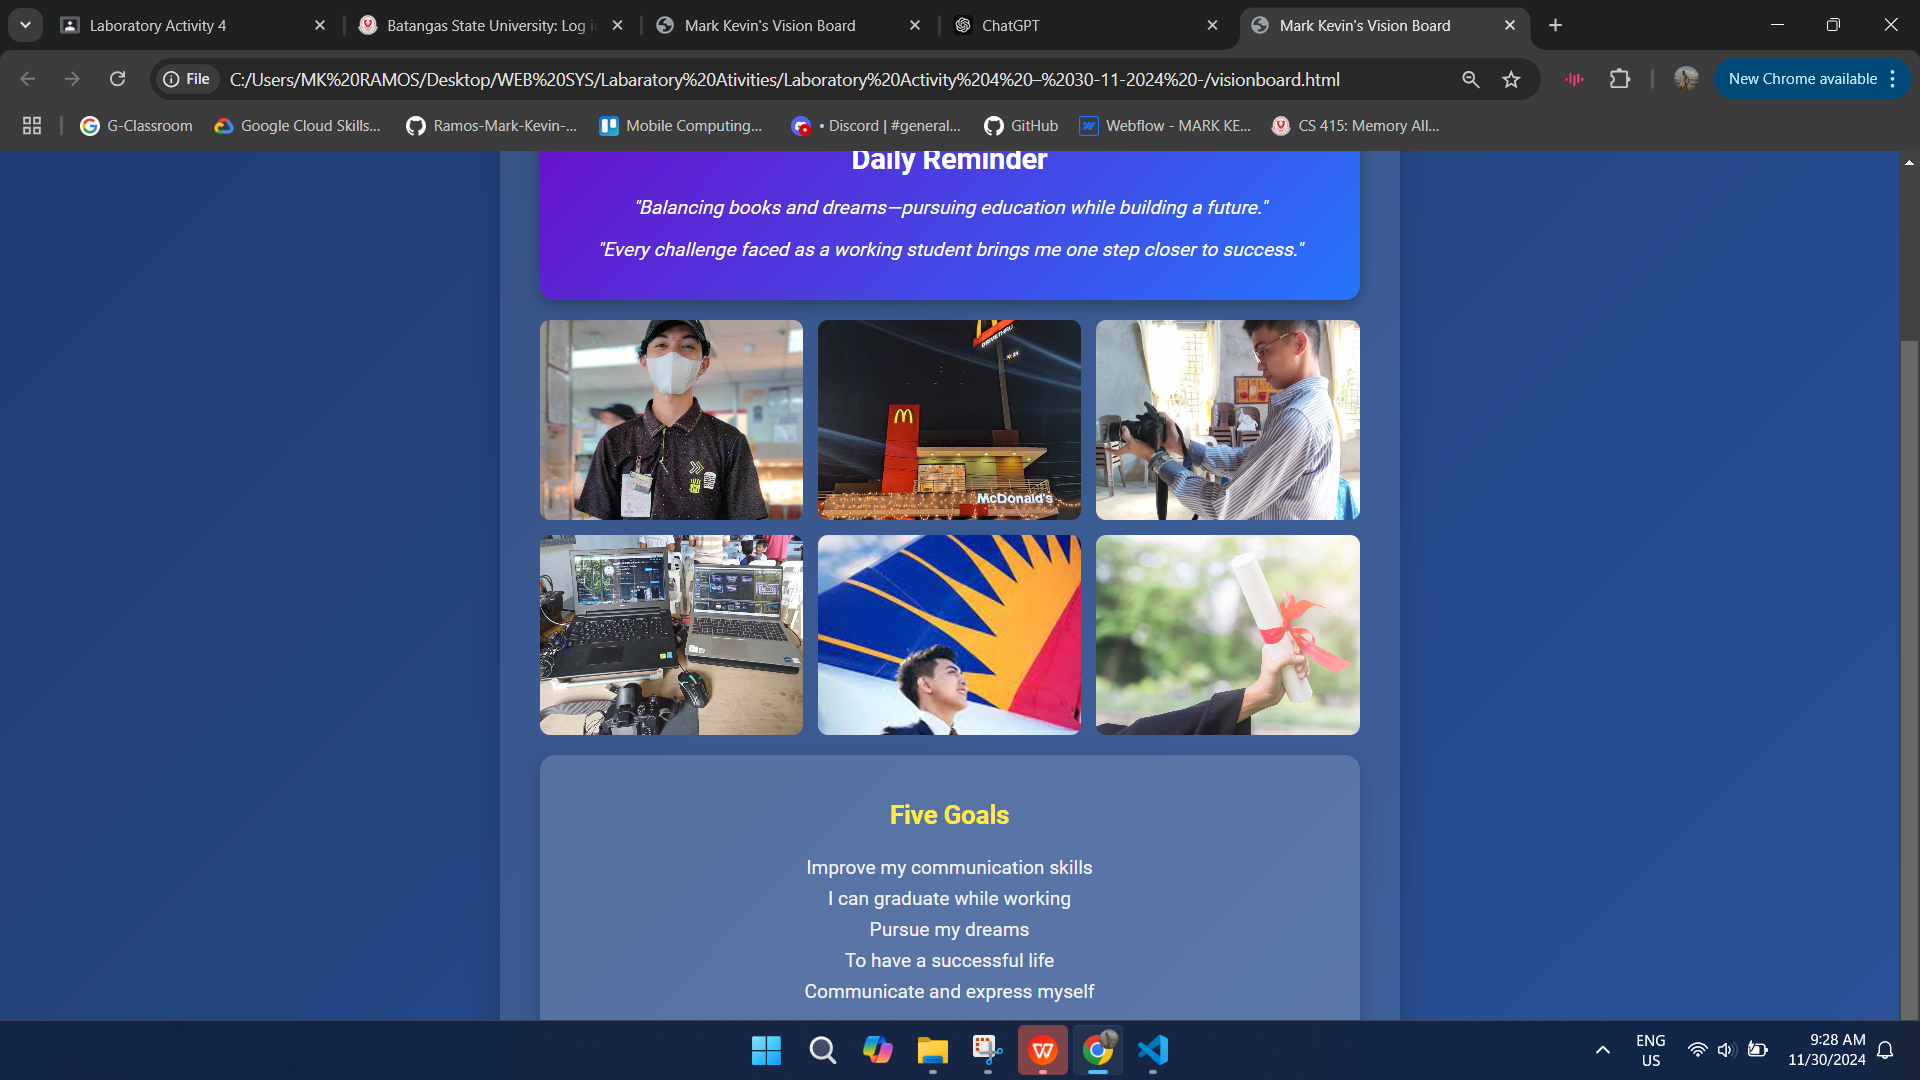 Laboratory Activity 4
Batangas State University: Log i
Mark Kevin's Vision Board
ChatGPT
Mark Kevin's Vision Board
File
C:/Users/MK%20RAMOS/Desktop/WEB%20SYS/Labaratory%20Ativities/Laboratory%20Activity%204%20–%2030-11-2024%20-/visionboard.html
New Chrome available
G-Classroom
Google Cloud Skills...
Ramos-Mark-Kevin-...
Mobile Computing...
• Discord | #general...
GitHub
Webflow - MARK KE...
CS 415: Memory All...
Daily Reminder
"Balancing books and dreams—pursuing education while building a future."
"Every challenge faced as a working student brings me one step closer to success."
DRIVE THRU
McDonald's
Five Goals
Improve my communication skills
I can graduate while working
Pursue my dreams
To have a successful life
Communicate and express myself
ENG
US
9:28 AM
11/30/2024